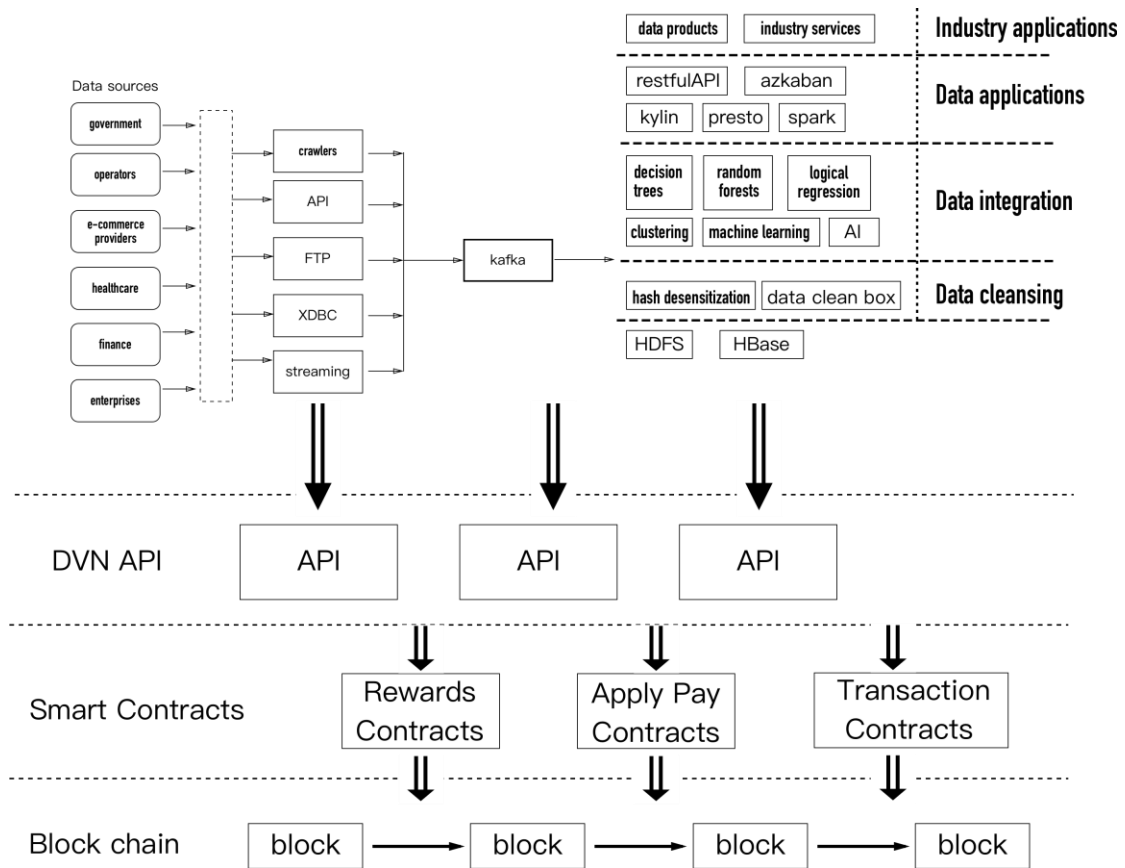 data products
industry services
Industry applications
Data sources
restfulAPI
azkaban
Data applications
kylin
presto
spark
government
operators
e-commerce
providers
healthcare
finance
enterprises
crawlers
API
FTP
XDBC
streaming
kafka
decision
trees
random
forests
logical
regression
Data integration
clustering
machine learning
AI
hash desensitization
data clean box
Data cleansing
HDFS
HBase
DVN API
API
API
API
Smart Contracts
Rewards
Contracts
Apply Pay
Contracts
Transaction
Contracts
Block chain
block
block
block
block